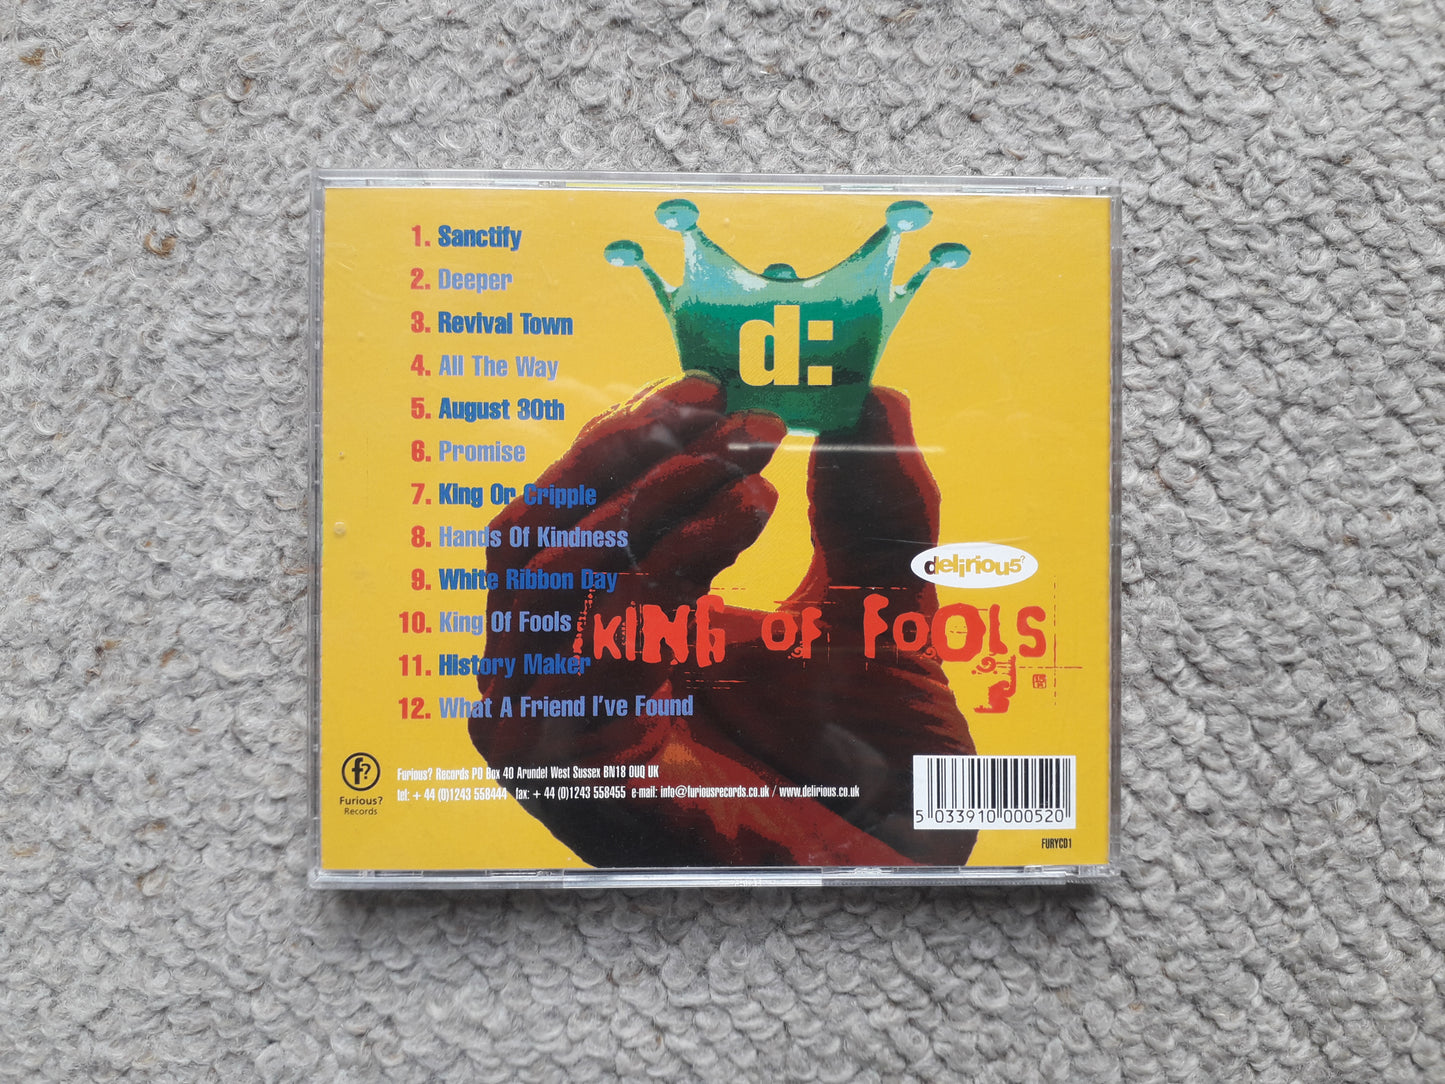 1. Sanctify
2. Deeper
3. Revival Town
4. All The Way
5. August 30th
6. Promise
7. King Or Cripple
8. Hands Of Kindness
9. White Ribbon Day
10. King Of Fools
11. History Maker
12. What A Friend I've Found
d:
deliriou5?
KING OF FOOLS
f?
Furious?
Records
Furious? Records PO Box 40 Arundel West Sussex BN18 0UQ UK
tel: + 44 (0)1243 558444 fax: + 44 (0)1243 558455 e-mail: info@furiousrecords.co.uk / www.delirious.co.uk
5 033910 000520
FURYCD1